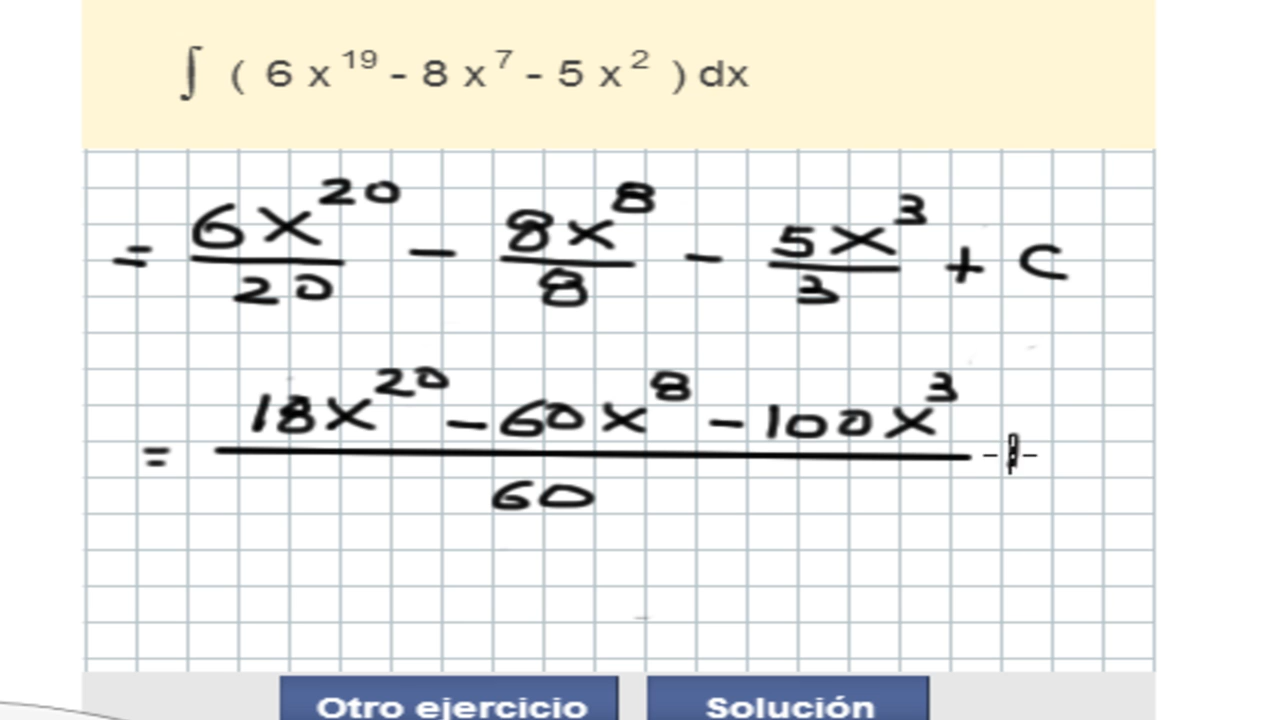 ∫ ( 6 x¹⁹ - 8 x⁷ - 5 x² ) dx
= 6x²⁰/20 - 8x⁸/8 - 5x³/3 + C
= (18x²⁰ - 60x⁸ - 100x³)/60 +
Otro ejercicio Solución